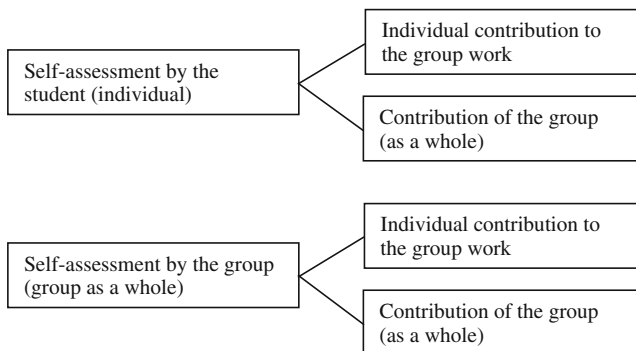 Individual contribution to
the group work
Self-assessment by the
student (individual)
Contribution of the group
(as a whole)
Individual contribution to
the group work
Self-assessment by the group
(group as a whole)
Contribution of the group
(as a whole)